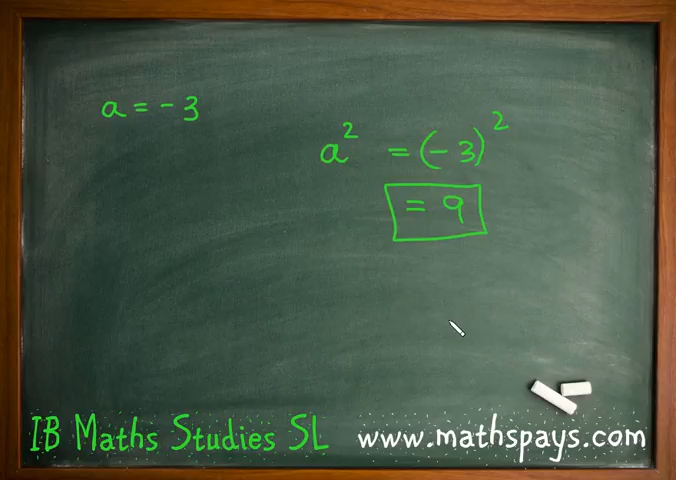 a = -3
a² = (-3)²
= 9
IB Maths Studies SL www.mathspays.com